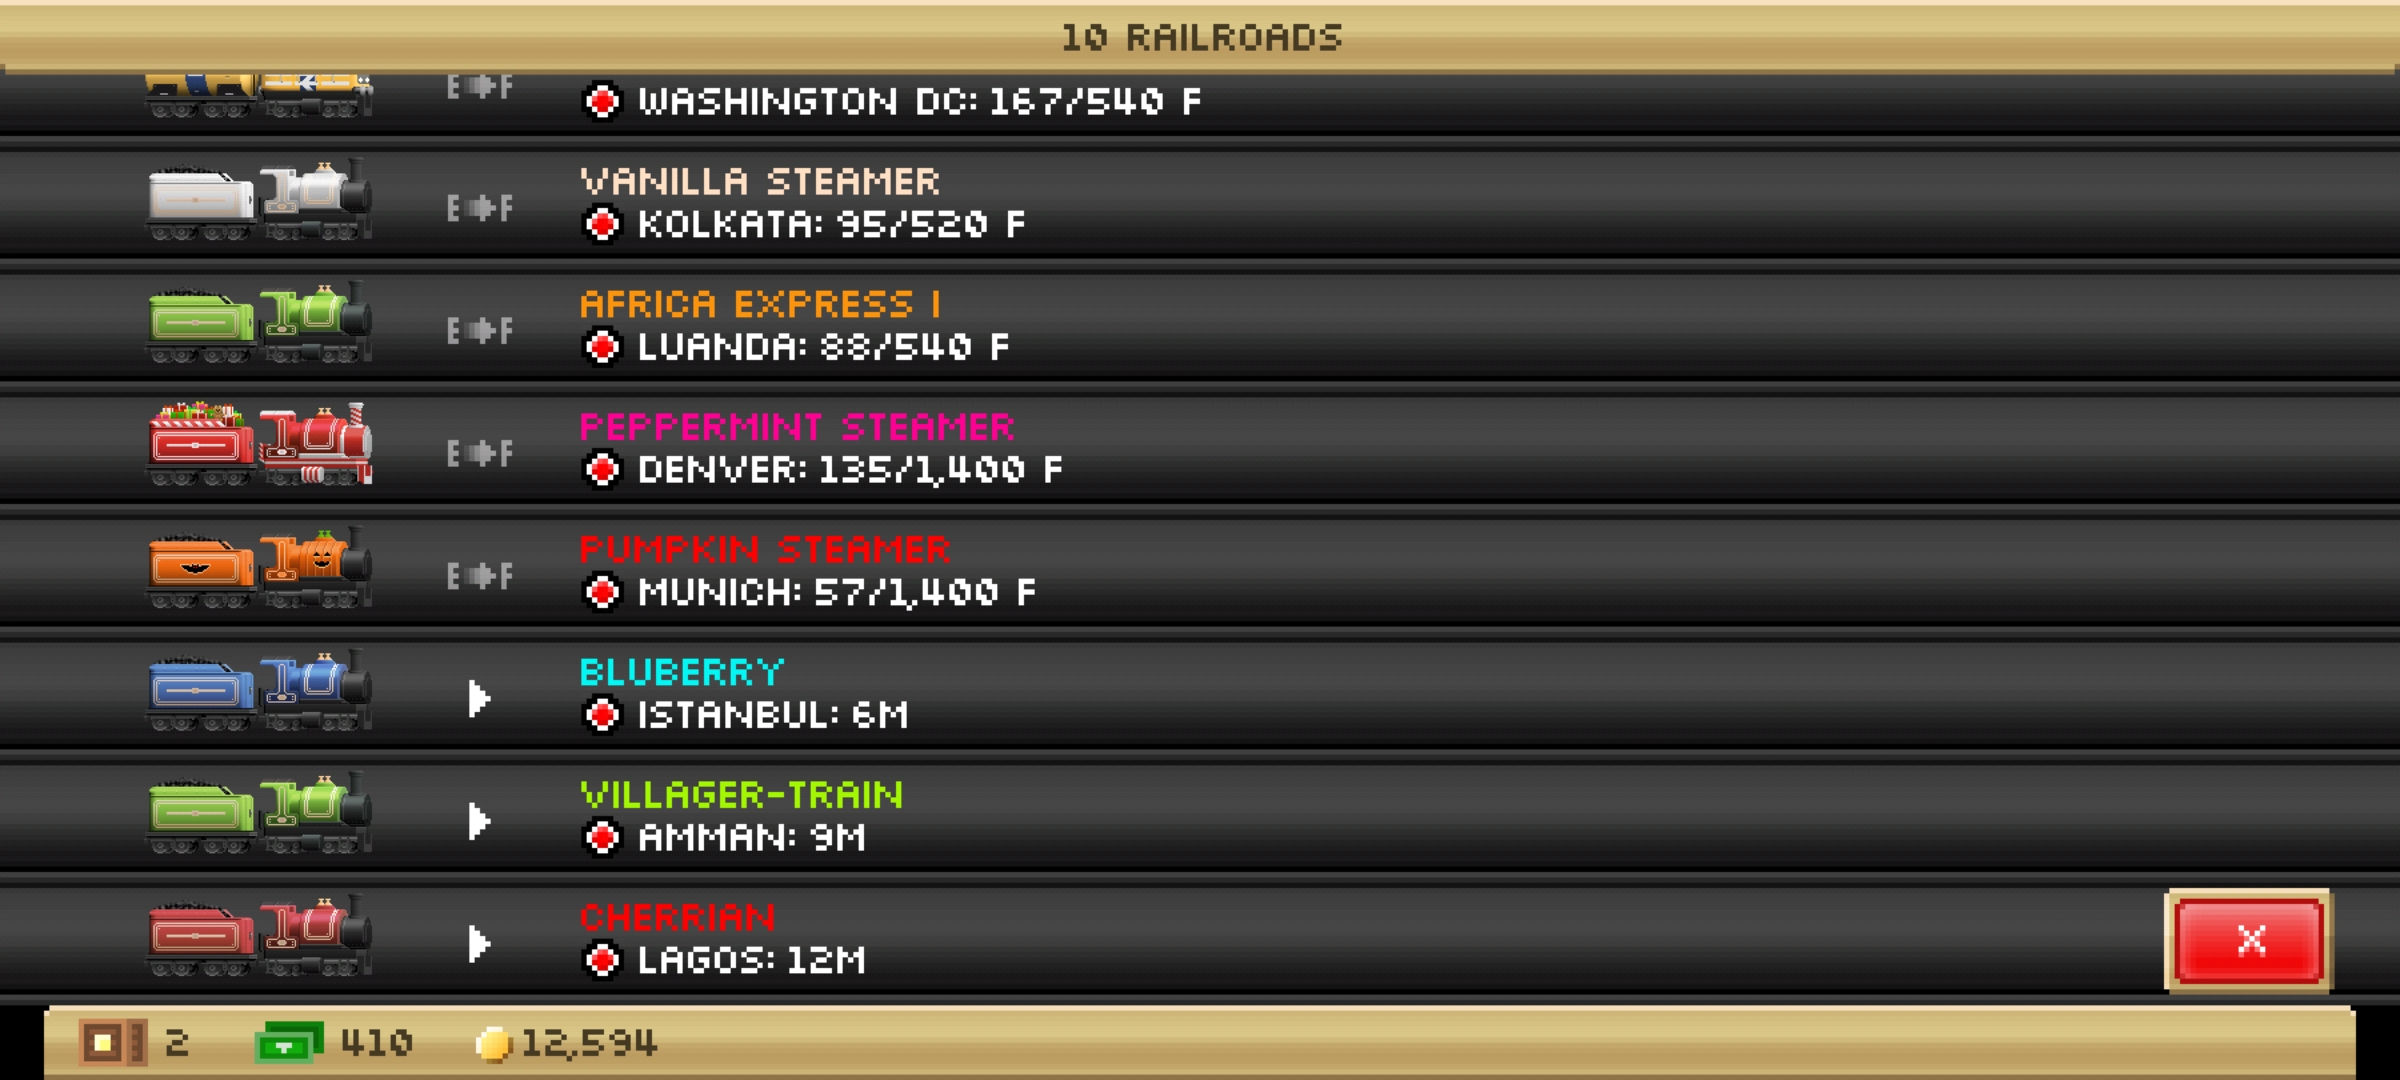 10 RAILROADS
E F
WASHINGTON DC: 167/540 F
VANILLA STEAMER
E F
KOLKATA: 95/520 F
AFRICA EXPRESS I
E F
LUANDA: 88/540 F
PEPPERMINT STEAMER
E F
DENVER: 135/1,400 F
PUMPKIN STEAMER
E F
MUNICH: 57/1,400 F
BLUBERRY
ISTANBUL: 6M
VILLAGER-TRAIN
AMMAN: 9M
CHERRIAN
LAGOS: 12M
X
2 410 12,594